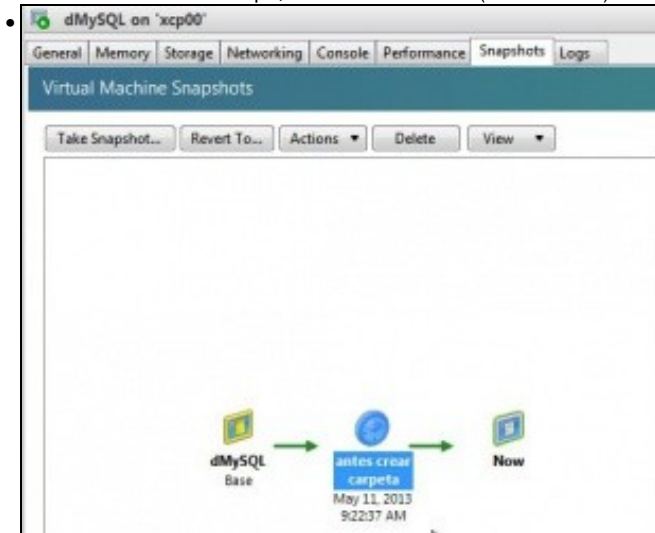 dMySQL on 'xcp00'
General Memory Storage Networking Console Performance Snapshots Logs
Virtual Machine Snapshots
Take Snapshot... Revert To... Actions Delete View
dMySQL
Base
antes crear
carpeta
May 11, 2013
9:22:37 AM
Now